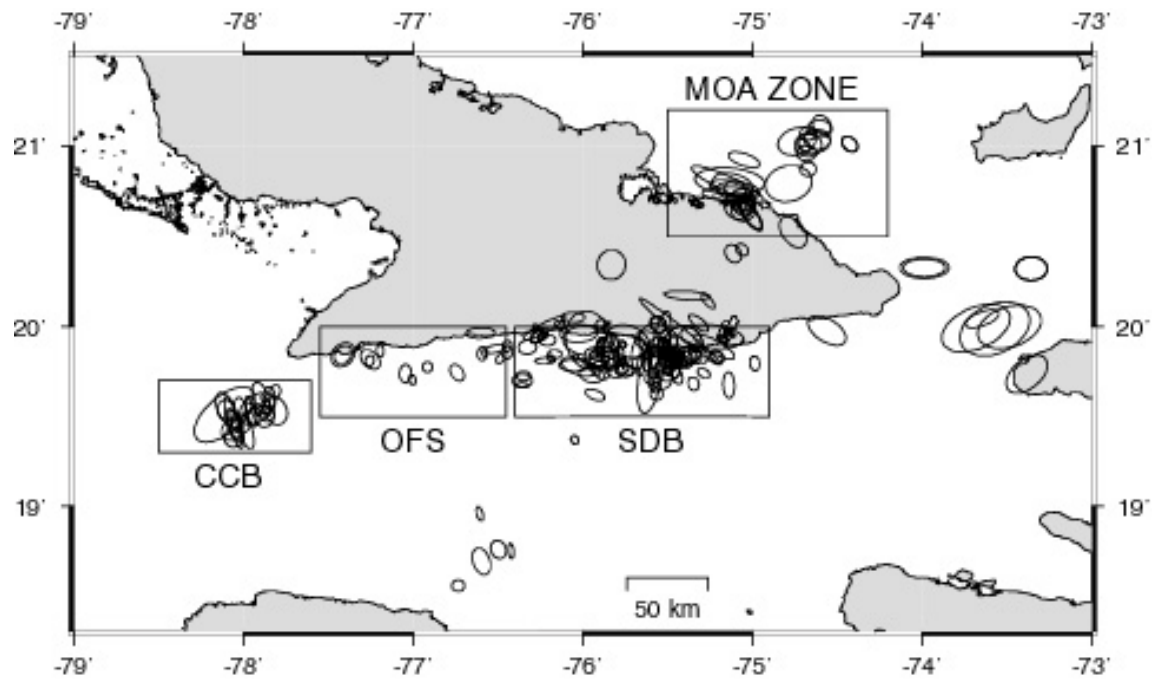 -79′ -78′ -77′ -76′ -75′ -74′ -73′
MOA ZONE
21′ 21′
20′ 20′
OFS SDB
CCB
19′ 19′
50 km
-79′ -78′ -77′ -76′ -75′ -74′ -73′